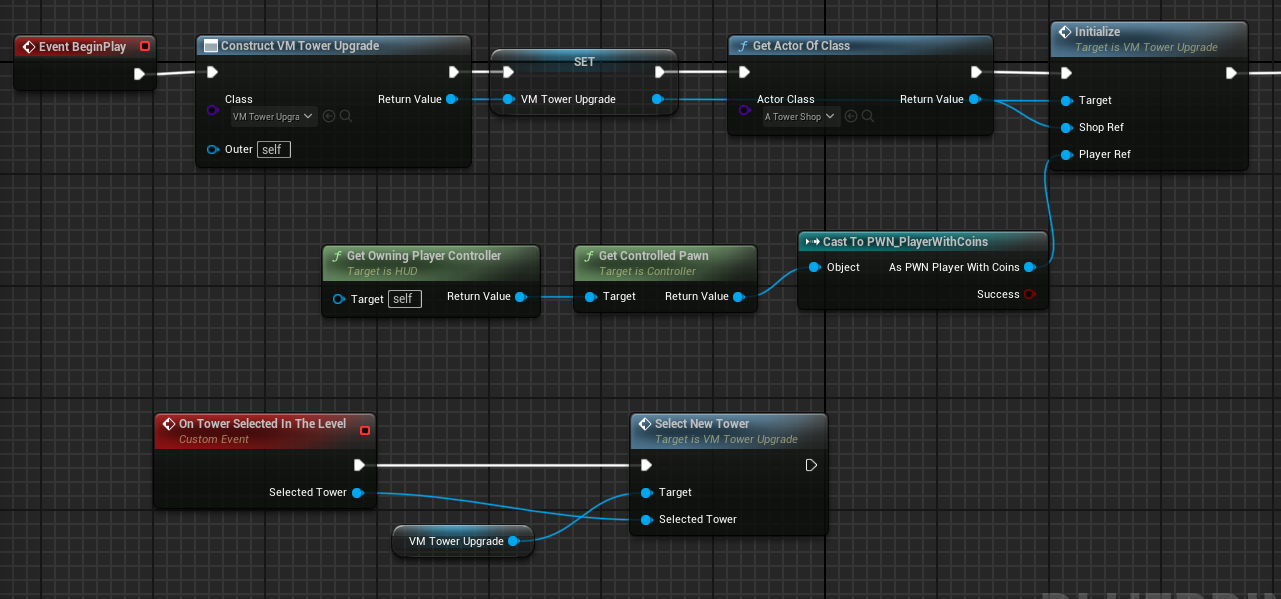 Event BeginPlay
Construct VM Tower Upgrade
Class
VM Tower Upgra
Return Value
Outer
self
SET
VM Tower Upgrade
Get Actor Of Class
Actor Class
A Tower Shop
Return Value
Initialize
Target is VM Tower Upgrade
Target
Shop Ref
Player Ref
Get Owning Player Controller
Target is HUD
Target
self
Return Value
Get Controlled Pawn
Target is Controller
Target
Return Value
Cast To PWN_PlayerWithCoins
Object
As PWN Player With Coins
Success
On Tower Selected In The Level
Custom Event
Selected Tower
VM Tower Upgrade
Select New Tower
Target is VM Tower Upgrade
Target
Selected Tower